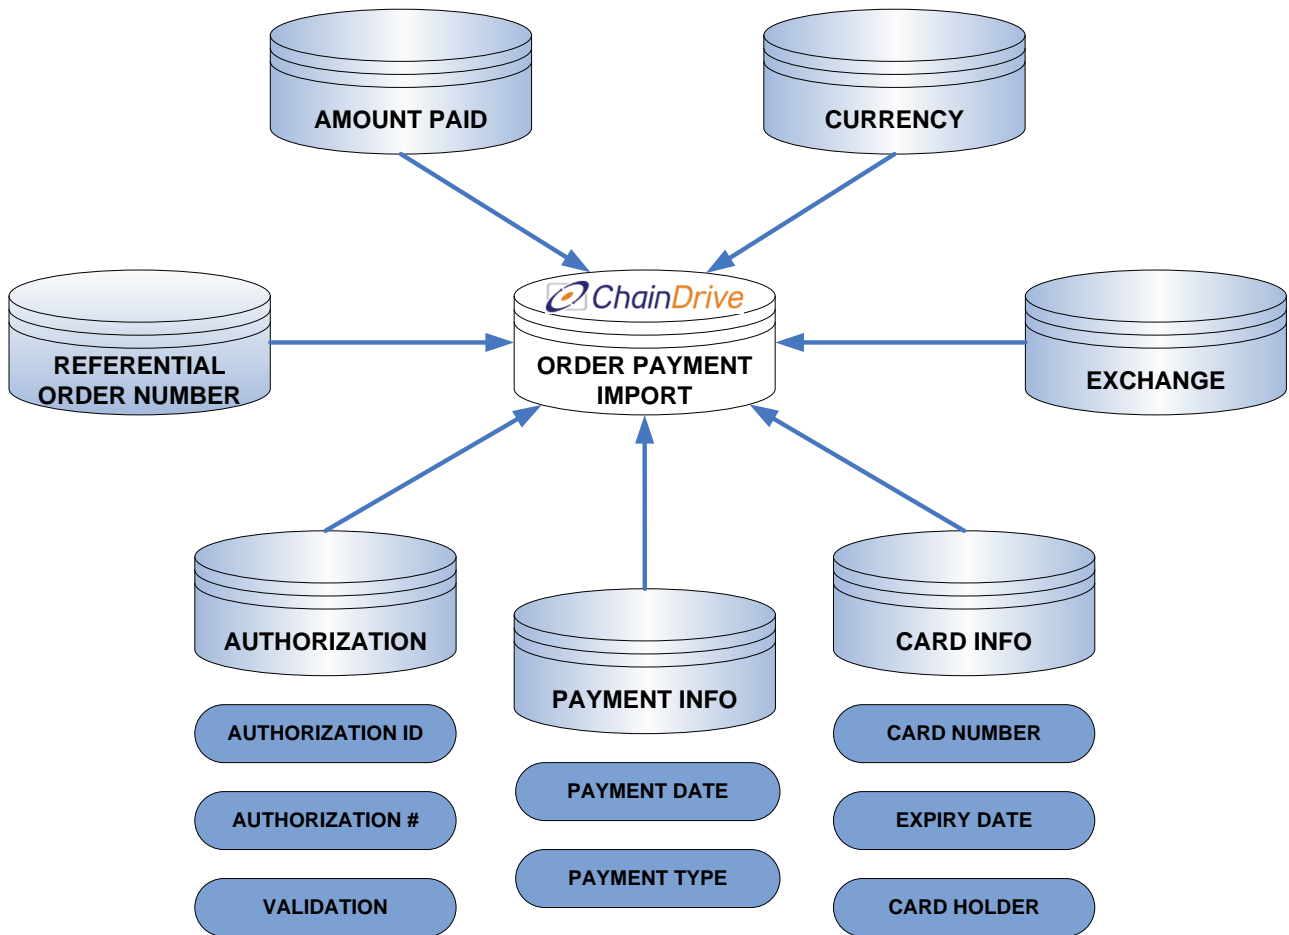 AMOUNT PAID
CURRENCY
ChainDrive
REFERENTIAL
ORDER NUMBER
ORDER PAYMENT
IMPORT
EXCHANGE
AUTHORIZATION
PAYMENT INFO
CARD INFO
AUTHORIZATION ID
AUTHORIZATION #
VALIDATION
PAYMENT DATE
PAYMENT TYPE
CARD NUMBER
EXPIRY DATE
CARD HOLDER